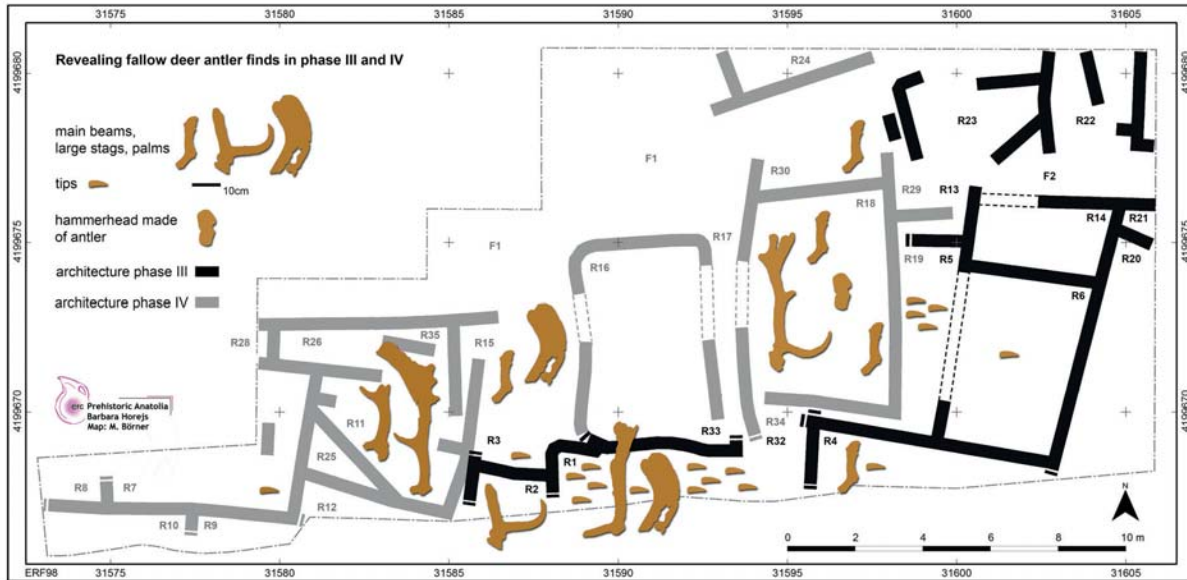 31575 31580 31585 31590 31595 31600 31605
4199680
4199680
Revealing fallow deer antler finds in phase III and IV
main beams,
large stags, palms
tips
10cm
hammerhead made
of antler
architecture phase III
architecture phase IV
R24
R23
R22
F1
F2
R30
R29
R13
R18
R14
R21
R20
4199675
4199675
F1
R17
R16
R19
R5
R6
R28
R26
R35
R15
4199670
4199670
Prehistoric Anatolia
Barbara Horejs
Map: M. Börner
R11
R25
R3
R1
R33
R34
R32
R4
R2
R8
R7
R12
R10
R9
N
0 2 4 6 8 10 m
ERF98
31575 31580 31585 31590 31595 31600 31605